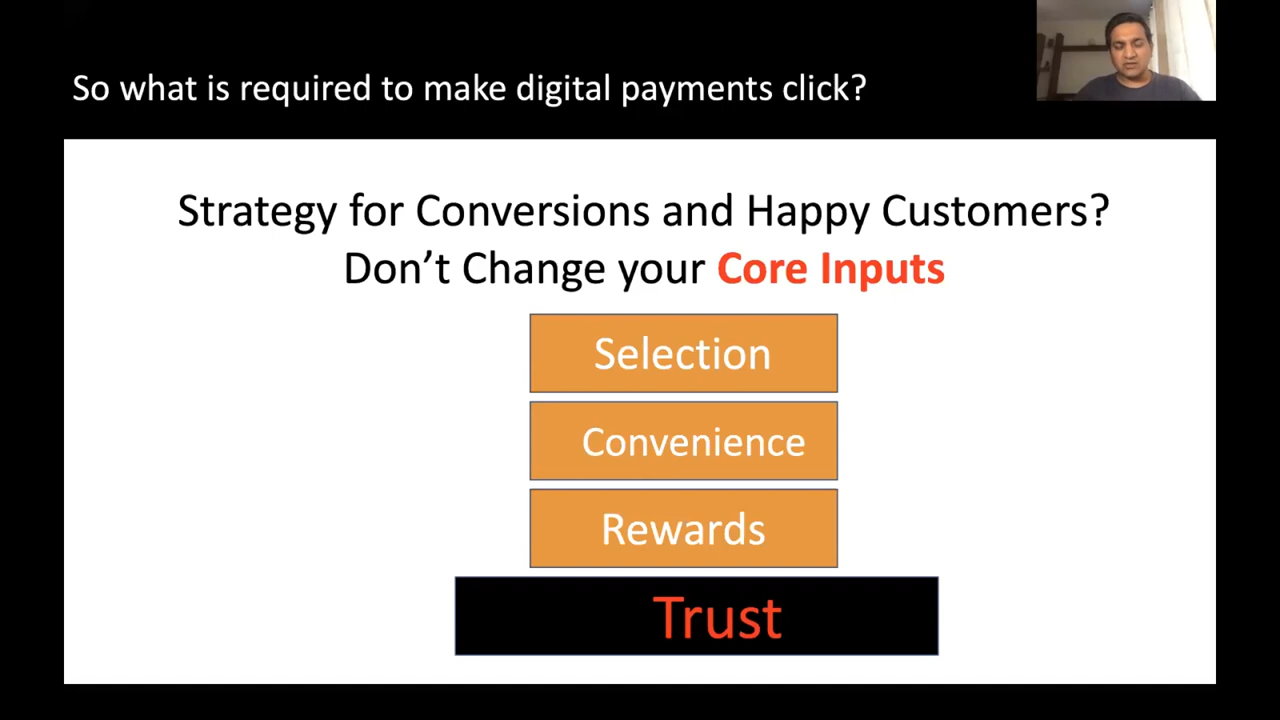 So what is required to make digital payments click?
Strategy for Conversions and Happy Customers?
Don’t Change your Core Inputs
Selection
Convenience
Rewards
Trust